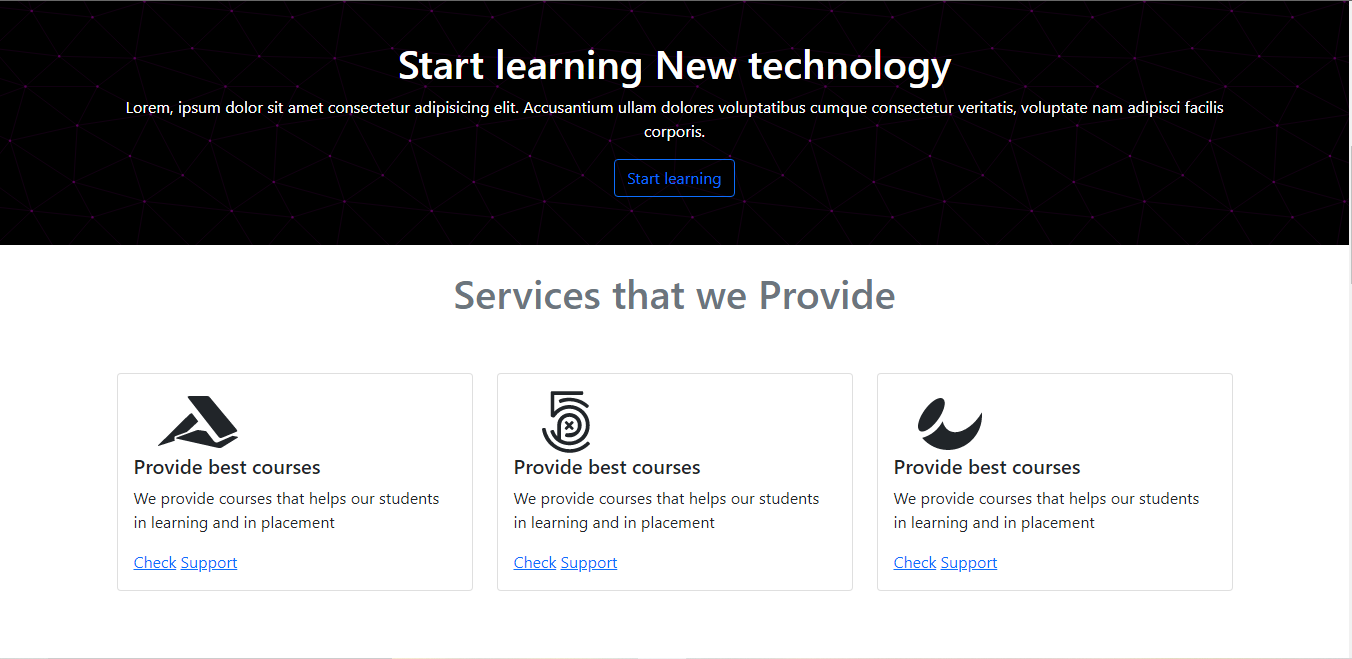 Start learning New technology
Lorem, ipsum dolor sit amet consectetur adipisicing elit. Accusantium ullam dolores voluptatibus cumque consectetur veritatis, voluptate nam adipisci facilis
corporis.
Start learning
Services that we Provide
Provide best courses
We provide courses that helps our students
in learning and in placement
Check Support
Provide best courses
We provide courses that helps our students
in learning and in placement
Check Support
Provide best courses
We provide courses that helps our students
in learning and in placement
Check Support